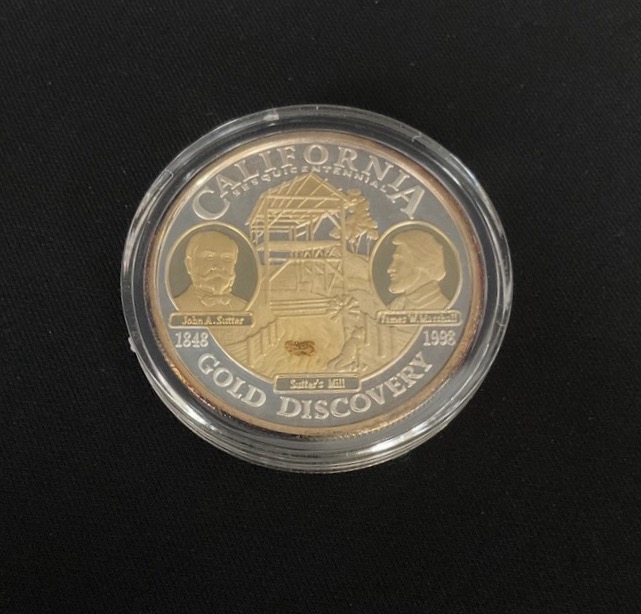 CALIFORNIA
SESQUICENTENNIAL
John A. Sutter
James W. Marshall
1848
1998
Sutter's Mill
GOLD DISCOVERY